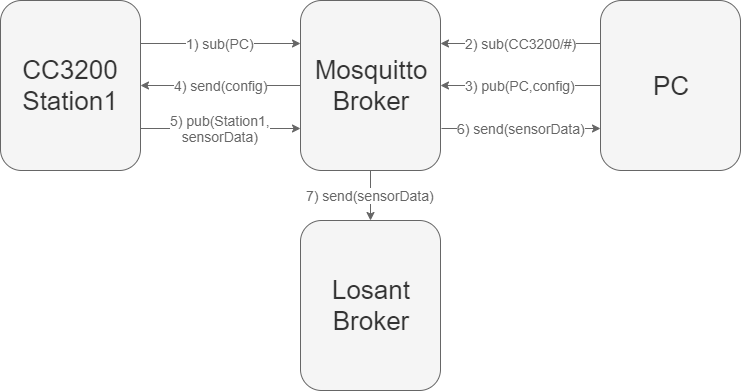 CC3200
Station1
1) sub(PC)
4) send(config)
5) pub(Station1,
sensorData)
Mosquitto
Broker
2) sub(CC3200/#)
3) pub(PC,config)
6) send(sensorData)
PC
7) send(sensorData)
Losant
Broker